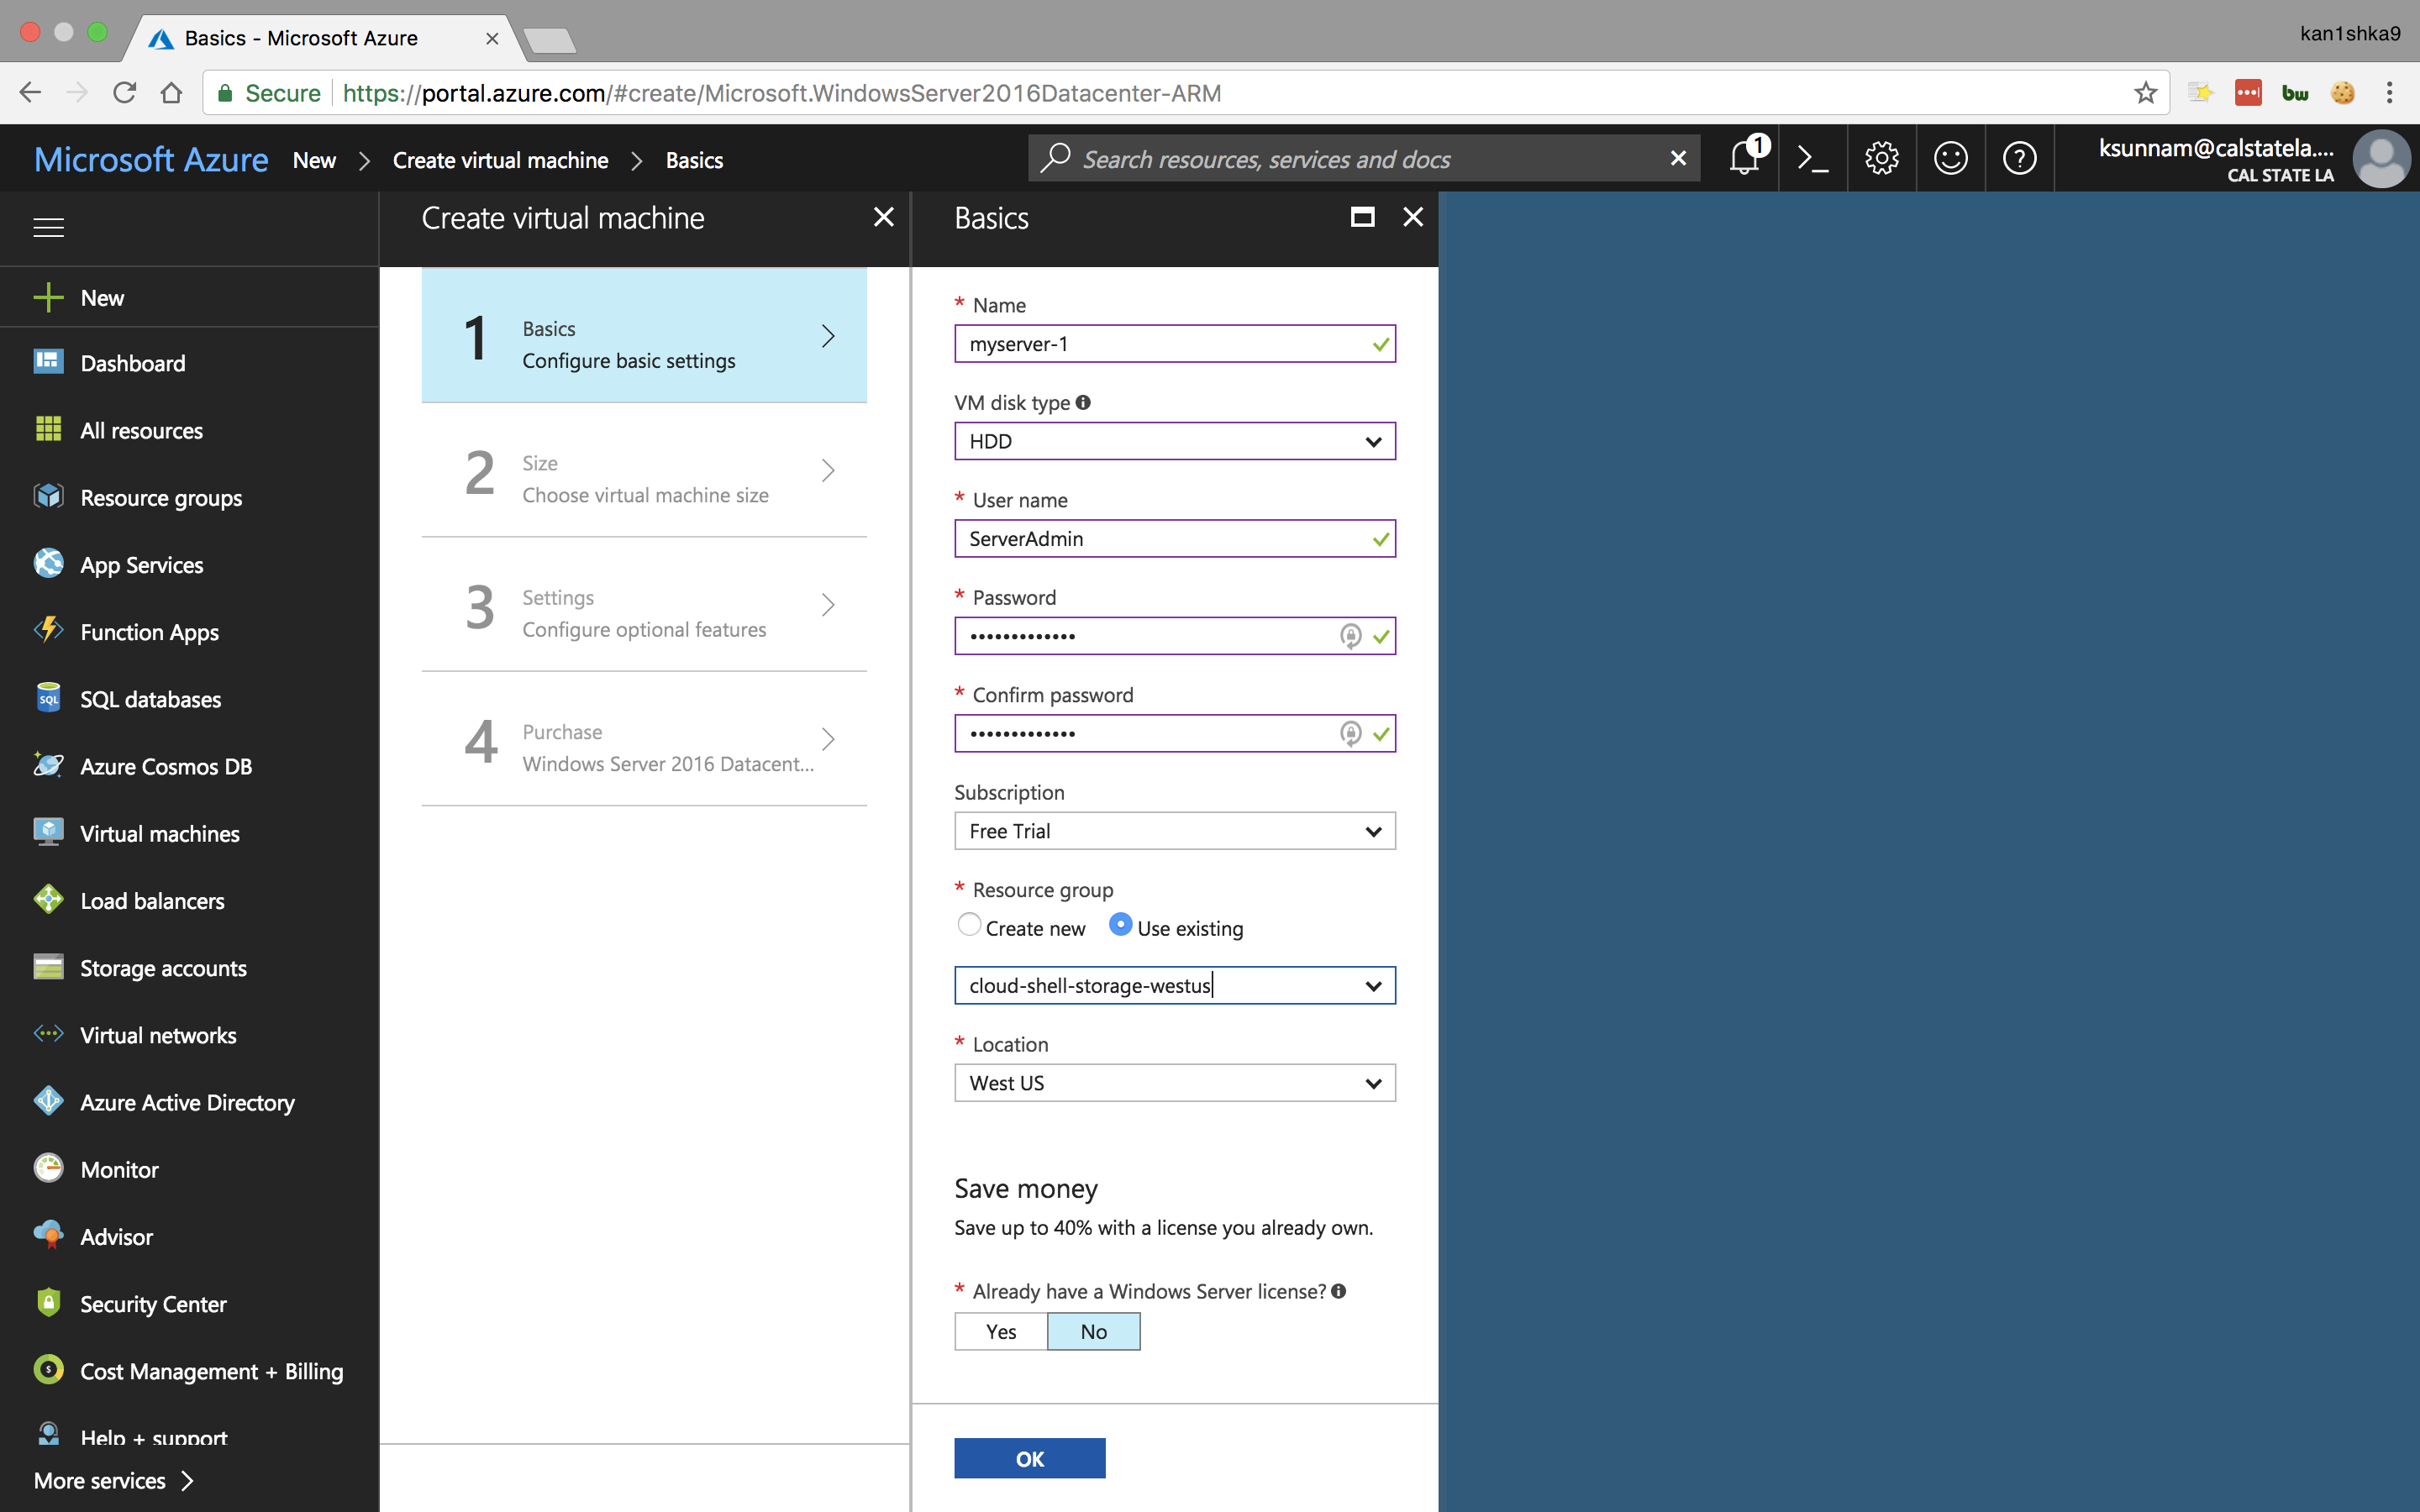 Basics - Microsoft Azure
kan1shka9
Secure https://portal.azure.com/#create/Microsoft.WindowsServer2016Datacenter-ARM
bw
Microsoft Azure New > Create virtual machine > Basics
Search resources, services and docs
1
ksunnam@calstatela....
CAL STATE LA
New
Dashboard
All resources
Resource groups
App Services
Function Apps
SQL
SQL databases
Azure Cosmos DB
Virtual machines
Load balancers
Storage accounts
Virtual networks
Azure Active Directory
Monitor
Advisor
Security Center
Cost Management + Billing
Help + support
More services >
Create virtual machine
1 Basics
Configure basic settings
2 Size
Choose virtual machine size
3 Settings
Configure optional features
4 Purchase
Windows Server 2016 Datacent...
Basics
* Name
myserver-1
VM disk type
HDD
* User name
ServerAdmin
* Password
•••••••••••••
* Confirm password
•••••••••••••
Subscription
Free Trial
* Resource group
Create new Use existing
cloud-shell-storage-westus
* Location
West US
Save money
Save up to 40% with a license you already own.
* Already have a Windows Server license?
Yes No
OK